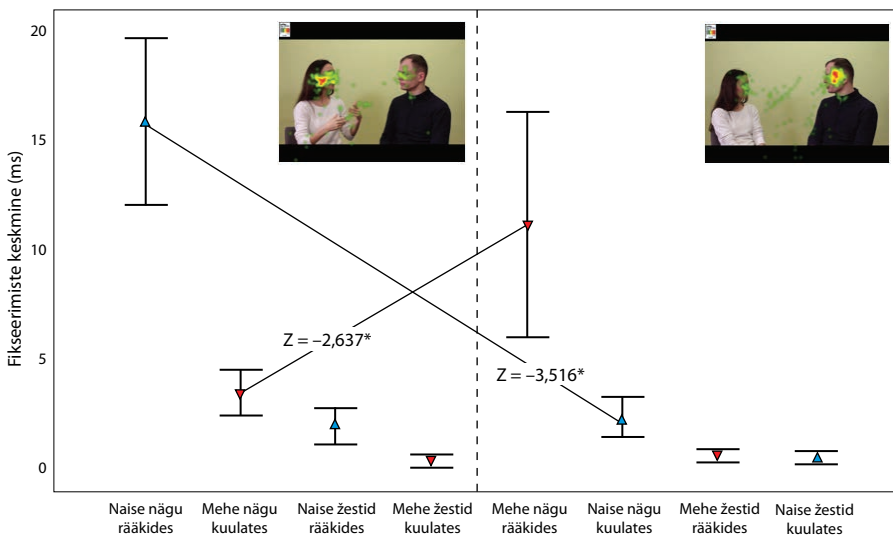 Fikseerimiste keskmine (ms)
20
15
10
5
0
Z = –2,637*
Z = –3,516*
Naise nägu
rääkides
Mehe nägu
kuulates
Naise žestid
rääkides
Mehe žestid
kuulates
Mehe nägu
rääkides
Naise nägu
kuulates
Mehe žestid
rääkides
Naise žestid
kuulates